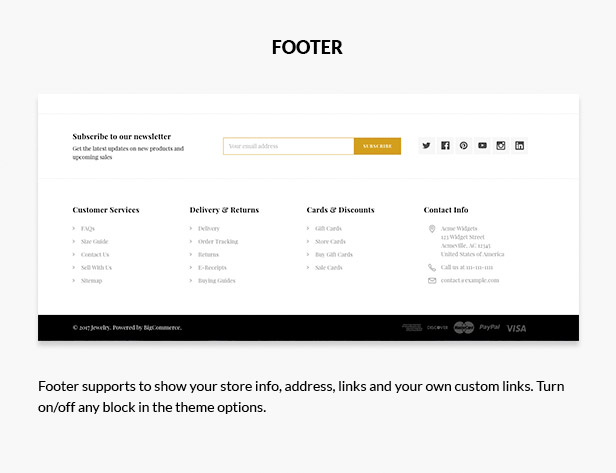 FOOTER
Subscribe to our newsletter
Get the latest updates on new products and
upcoming sales
Your email address
SUBSCRIBE
Customer Services
FAQs
Size Guide
Contact Us
Sell With Us
Sitemap
Delivery & Returns
Delivery
Order Tracking
Returns
E-Receipts
Buying Guides
Cards & Discounts
Gift Cards
Store Cards
Buy Gift Cards
Sale Cards
Contact Info
Acme Widgets
123 Widget Street
Acmeville, AC 12345
United States of America
Call us at 111-111-1111
contact@example.com
© 2017 Jewelry. Powered by BigCommerce.
DISCOVER
MasterCard
PayPal
VISA
Footer supports to show your store info, address, links and your own custom links. Turn
on/off any block in the theme options.